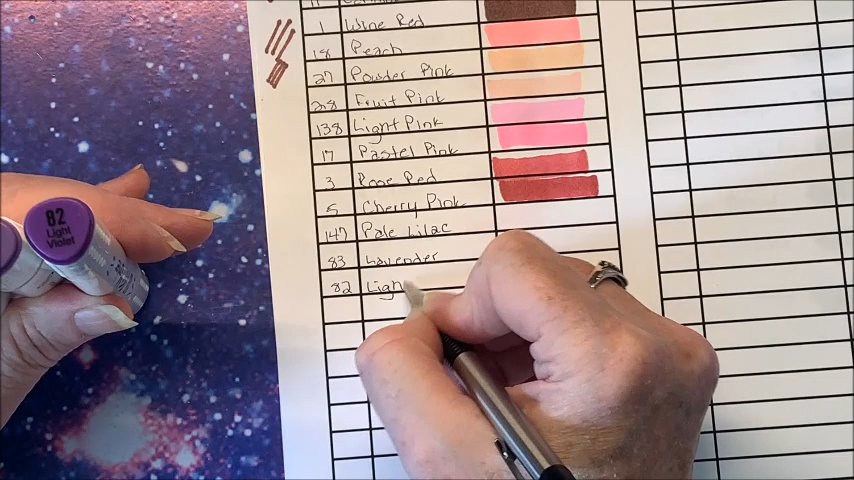 1 Wine Red
18 Peach
27 Powder Pink
28 Fruit Pink
138 Light Pink
17 Pastel Pink
3 Rose Red
5 Cherry Pink
147 Pale Lilac
83 Lavender
82 Ligh
82
Light
Violet